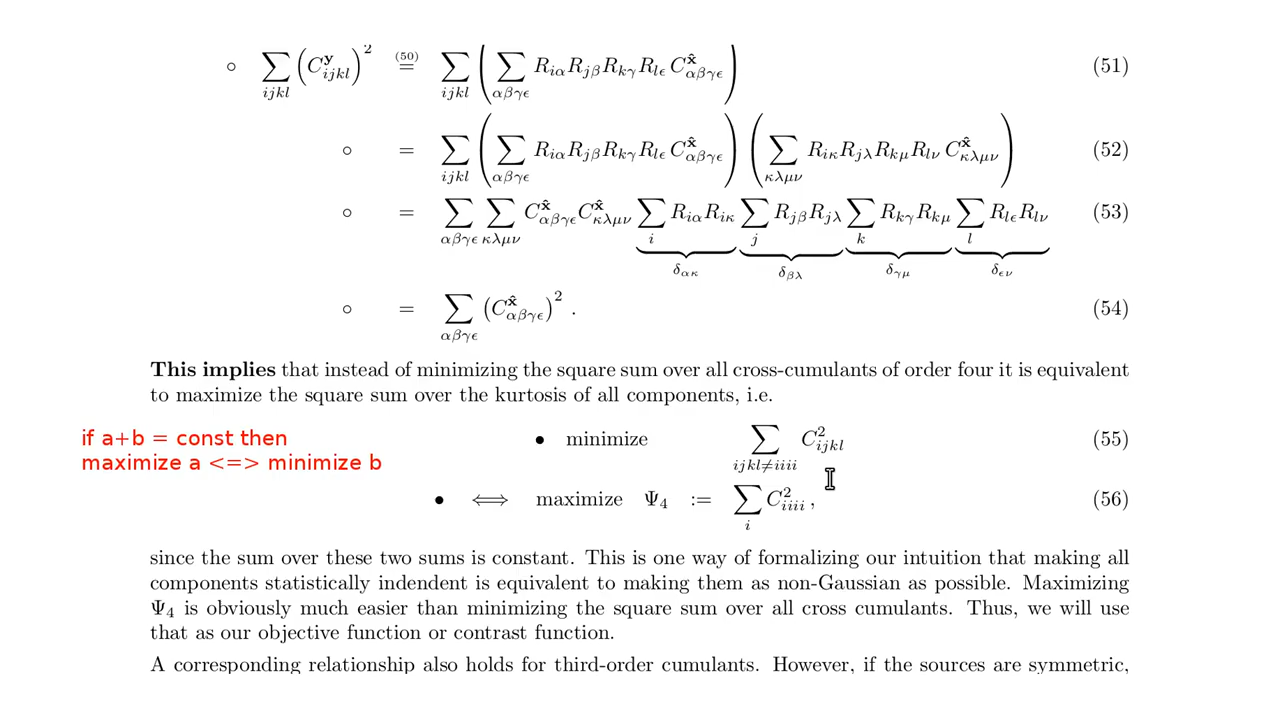 ∘ ∑_{ijkl} (C^y_{ijkl})² (50)= ∑_{ijkl} (∑_{αβγϵ} R_{iα}R_{jβ}R_{kγ}R_{lϵ} C^x̂_{αβγϵ}) (51)
∘ = ∑_{ijkl} (∑_{αβγϵ} R_{iα}R_{jβ}R_{kγ}R_{lϵ} C^x̂_{αβγϵ}) (∑_{κλμν} R_{iκ}R_{jλ}R_{kμ}R_{lν} C^x̂_{κλμν}) (52)
∘ = ∑_{αβγϵ} ∑_{κλμν} C^x̂_{αβγϵ} C^x̂_{κλμν} ∑_i R_{iα}R_{iκ} ∑_j R_{jβ}R_{jλ} ∑_k R_{kγ}R_{kμ} ∑_l R_{lϵ}R_{lν} (53)
δ_{ακ} δ_{βλ} δ_{γμ} δ_{ϵν}
∘ = ∑_{αβγϵ} (C^x̂_{αβγϵ})² . (54)
This implies that instead of minimizing the square sum over all cross-cumulants of order four it is equivalent
to maximize the square sum over the kurtosis of all components, i.e.
if a+b = const then
maximize a <=> minimize b
• minimize ∑_{ijkl≠iiii} C²_{ijkl} (55)
• ⟺ maximize Ψ₄ := ∑_i C²_{iiii} , (56)
since the sum over these two sums is constant. This is one way of formalizing our intuition that making all
components statistically indendent is equivalent to making them as non-Gaussian as possible. Maximizing
Ψ₄ is obviously much easier than minimizing the square sum over all cross cumulants. Thus, we will use
that as our objective function or contrast function.
A corresponding relationship also holds for third-order cumulants. However, if the sources are symmetric,